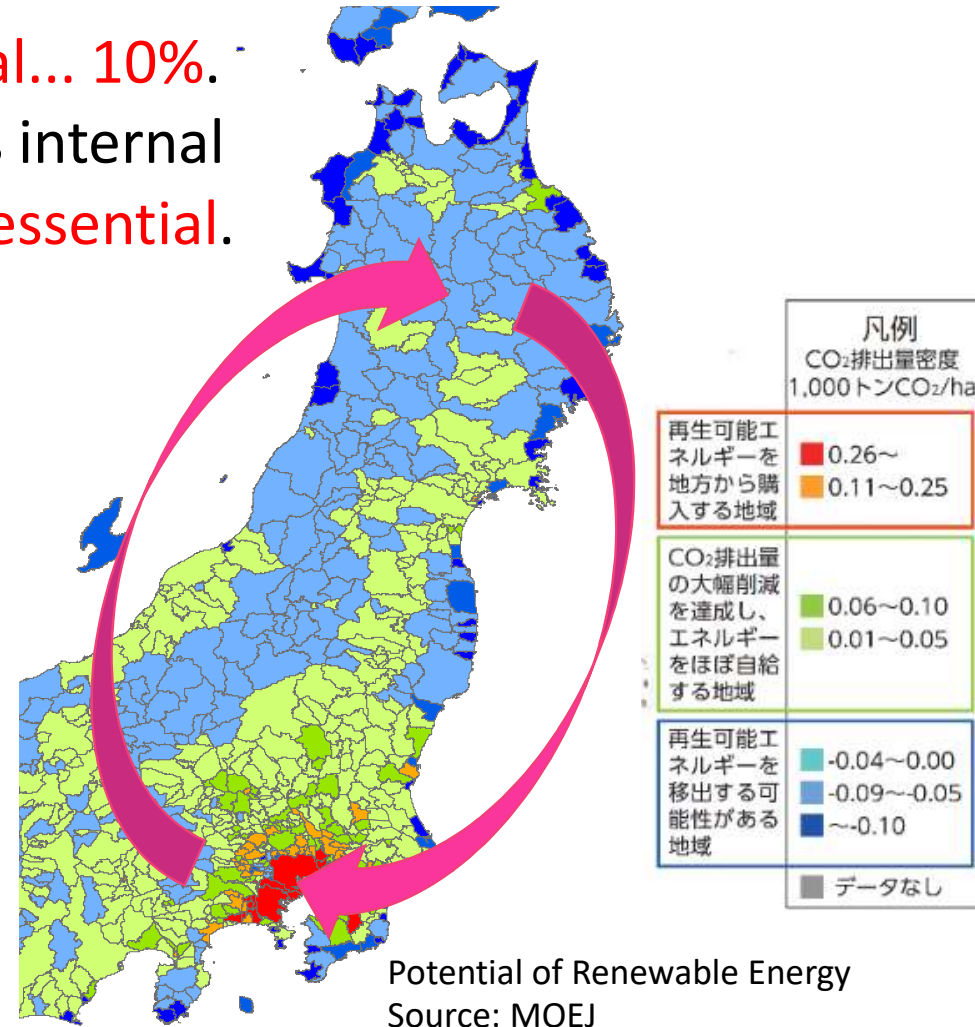 al... 10%.
s internal
essential.
凡例
CO₂排出量密度
1,000トンCO₂/ha
再生可能エ
ネルギーを
地方から購
入する地域
0.26～
0.11～0.25
CO₂排出量
の大幅削減
を達成し、
エネルギー
をほぼ自給
する地域
0.06～0.10
0.01～0.05
再生可能エ
ネルギーを
移出する可
能性がある
地域
-0.04～0.00
-0.09～-0.05
～-0.10
データなし
Potential of Renewable Energy
Source: MOEJ